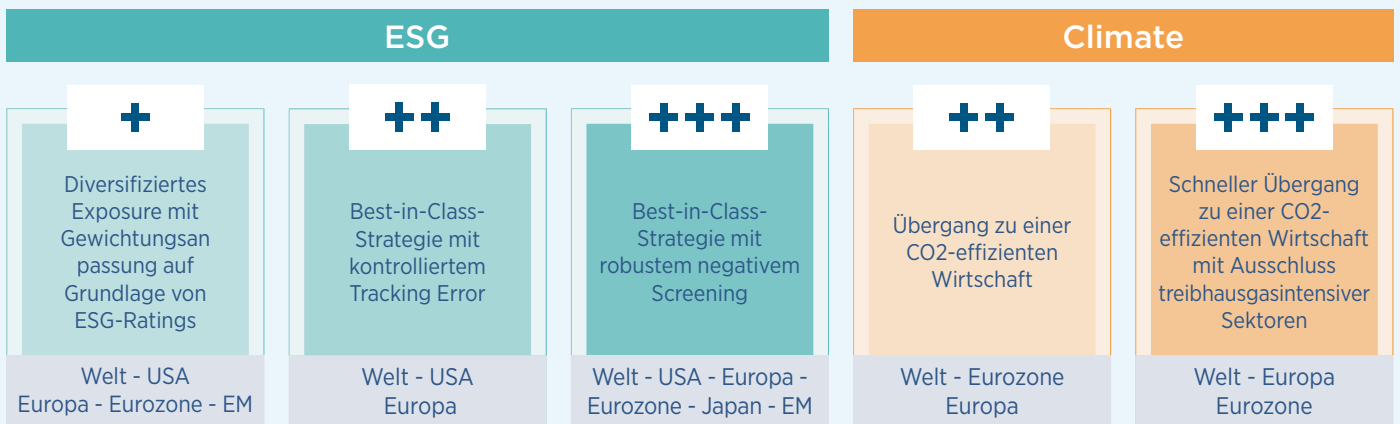 ESG
Climate
+
Diversifiziertes
Exposure mit
Gewichtungsan
passung auf
Grundlage von
ESG-Ratings
Welt - USA
Europa - Eurozone - EM
++
Best-in-Class-
Strategie mit
kontrolliertem
Tracking Error
Welt - USA
Europa
+++
Best-in-Class-
Strategie mit
robustem negativem
Screening
Welt - USA - Europa -
Eurozone - Japan - EM
++
Übergang zu einer
CO2-effizienten
Wirtschaft
Welt - Eurozone
Europa
+++
Schneller Übergang
zu einer CO2-
effizienten Wirtschaft
mit Ausschluss
treibhausgasintensiver
Sektoren
Welt - Europa
Eurozone